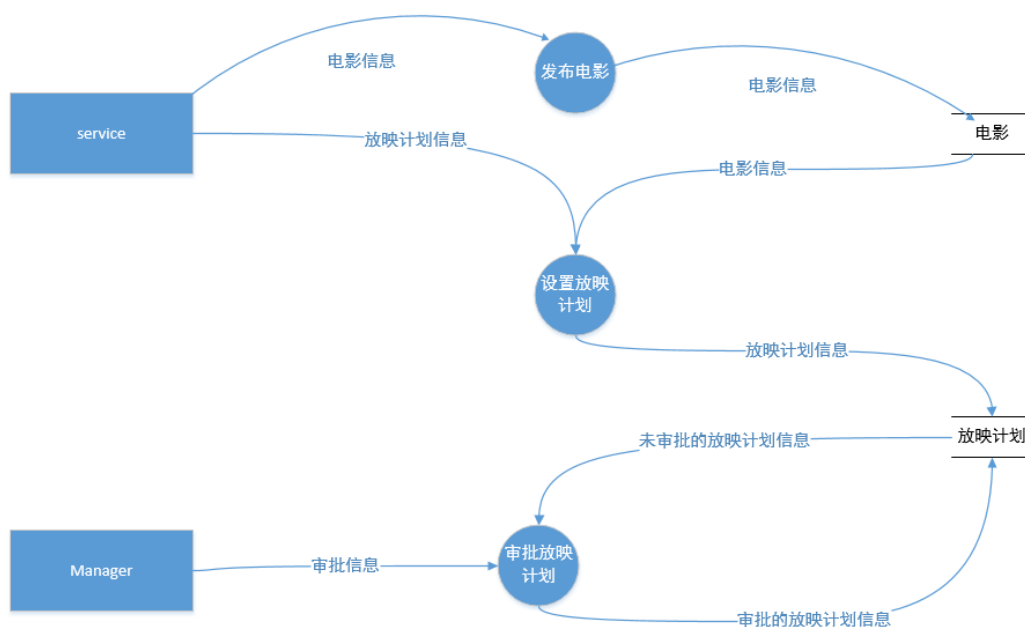 电影信息
发布电影
电影信息
service
放映计划信息
电影
电影信息
设置放映
计划
放映计划信息
未审批的放映计划信息
放映计划
Manager
审批信息
审批放映
计划
审批的放映计划信息